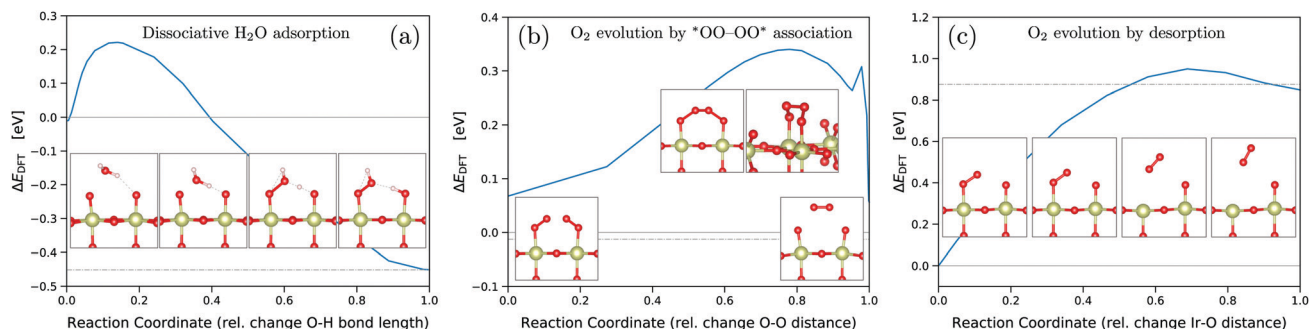 Dissociative H₂O adsorption (a)
0.3
0.2
0.1
0.0
−0.1
−0.2
−0.3
−0.4
−0.5
ΔE_DFT [eV]
0.0 0.2 0.4 0.6 0.8 1.0
Reaction Coordinate (rel. change O-H bond length)
(b) O₂ evolution by *OO–OO* association
0.4
0.3
0.2
0.1
0.0
−0.1
ΔE_DFT [eV]
0.0 0.2 0.4 0.6 0.8 1.0
Reaction Coordinate (rel. change O-O distance)
(c) O₂ evolution by desorption
1.0
0.8
0.6
0.4
0.2
0.0
ΔE_DFT [eV]
0.0 0.2 0.4 0.6 0.8 1.0
Reaction Coordinate (rel. change Ir-O distance)